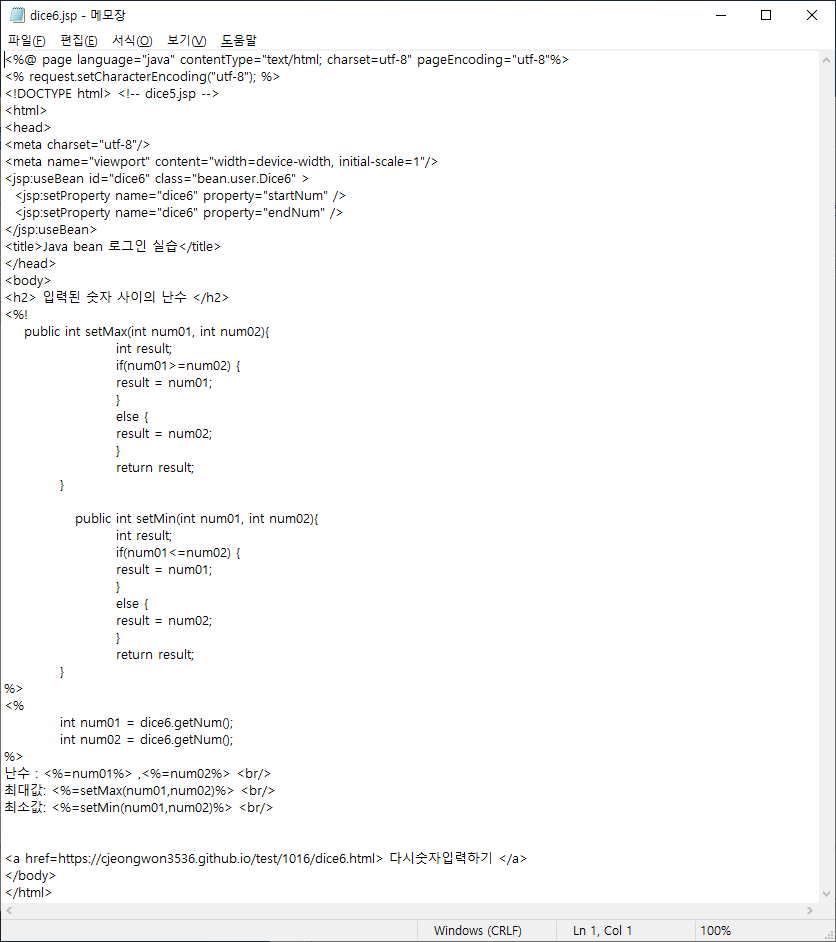 dice6.jsp - 메모장
파일(F) 편집(E) 서식(O) 보기(V) 도움말
<%@ page language="java" contentType="text/html; charset=utf-8" pageEncoding="utf-8"%>
<% request.setCharacterEncoding("utf-8"); %>
<!DOCTYPE html> <!-- dice5.jsp -->
<html>
<head>
<meta charset="utf-8"/>
<meta name="viewport" content="width=device-width, initial-scale=1"/>
<jsp:useBean id="dice6" class="bean.user.Dice6" >
  <jsp:setProperty name="dice6" property="startNum" />
  <jsp:setProperty name="dice6" property="endNum" />
</jsp:useBean>
<title>Java bean 로그인 실습</title>
</head>
<body>
<h2> 입력된 숫자 사이의 난수 </h2>
<%!
    public int setMax(int num01, int num02){
                int result;
                if(num01>=num02) {
                result = num01;
                }
                else {
                result = num02;
                }
                return result;
        }

          public int setMin(int num01, int num02){
                int result;
                if(num01<=num02) {
                result = num01;
                }
                else {
                result = num02;
                }
                return result;
        }
%>
<%
        int num01 = dice6.getNum();
        int num02 = dice6.getNum();
%>
난수 : <%=num01%> ,<%=num02%> <br/>
최대값: <%=setMax(num01,num02)%> <br/>
최소값: <%=setMin(num01,num02)%> <br/>


<a href=https://cjeongwon3536.github.io/test/1016/dice6.html> 다시숫자입력하기 </a>
</body>
</html>
Windows (CRLF) Ln 1, Col 1 100%